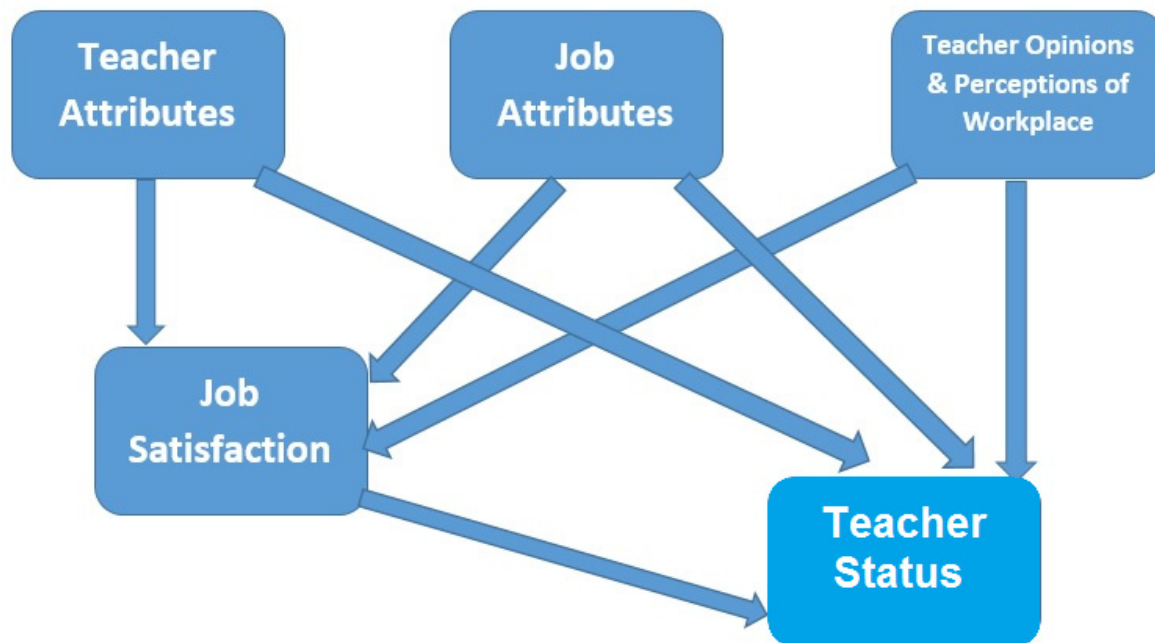 Teacher
Attributes
Job
Attributes
Teacher Opinions
& Perceptions of
Workplace
Job
Satisfaction
Teacher
Status